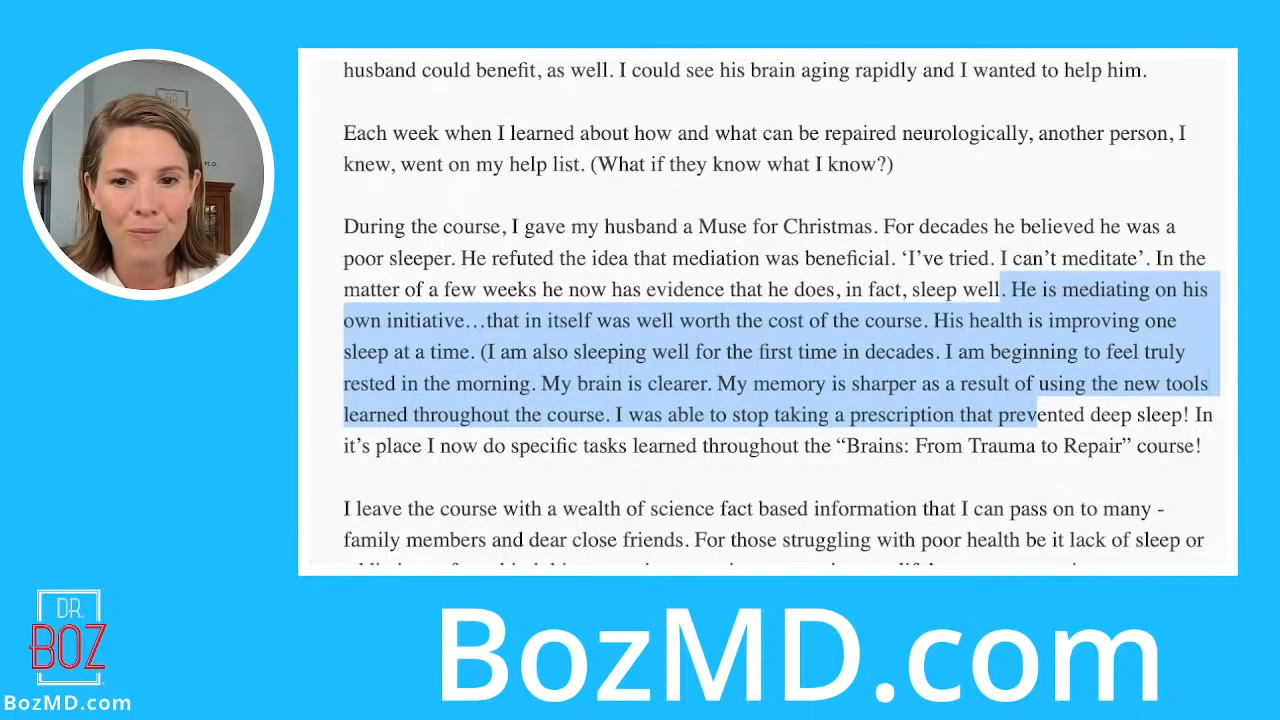 husband could benefit, as well. I could see his brain aging rapidly and I wanted to help him.
Each week when I learned about how and what can be repaired neurologically, another person, I
knew, went on my help list. (What if they know what I know?)
During the course, I gave my husband a Muse for Christmas. For decades he believed he was a
poor sleeper. He refuted the idea that mediation was beneficial. ‘I’ve tried. I can’t meditate’. In the
matter of a few weeks he now has evidence that he does, in fact, sleep well. He is mediating on his
own initiative…that in itself was well worth the cost of the course. His health is improving one
sleep at a time. (I am also sleeping well for the first time in decades. I am beginning to feel truly
rested in the morning. My brain is clearer. My memory is sharper as a result of using the new tools
learned throughout the course. I was able to stop taking a prescription that prevented deep sleep! In
it’s place I now do specific tasks learned throughout the “Brains: From Trauma to Repair” course!
I leave the course with a wealth of science fact based information that I can pass on to many -
family members and dear close friends. For those struggling with poor health be it lack of sleep or
DR.
BOZ
BozMD.com
BozMD.com